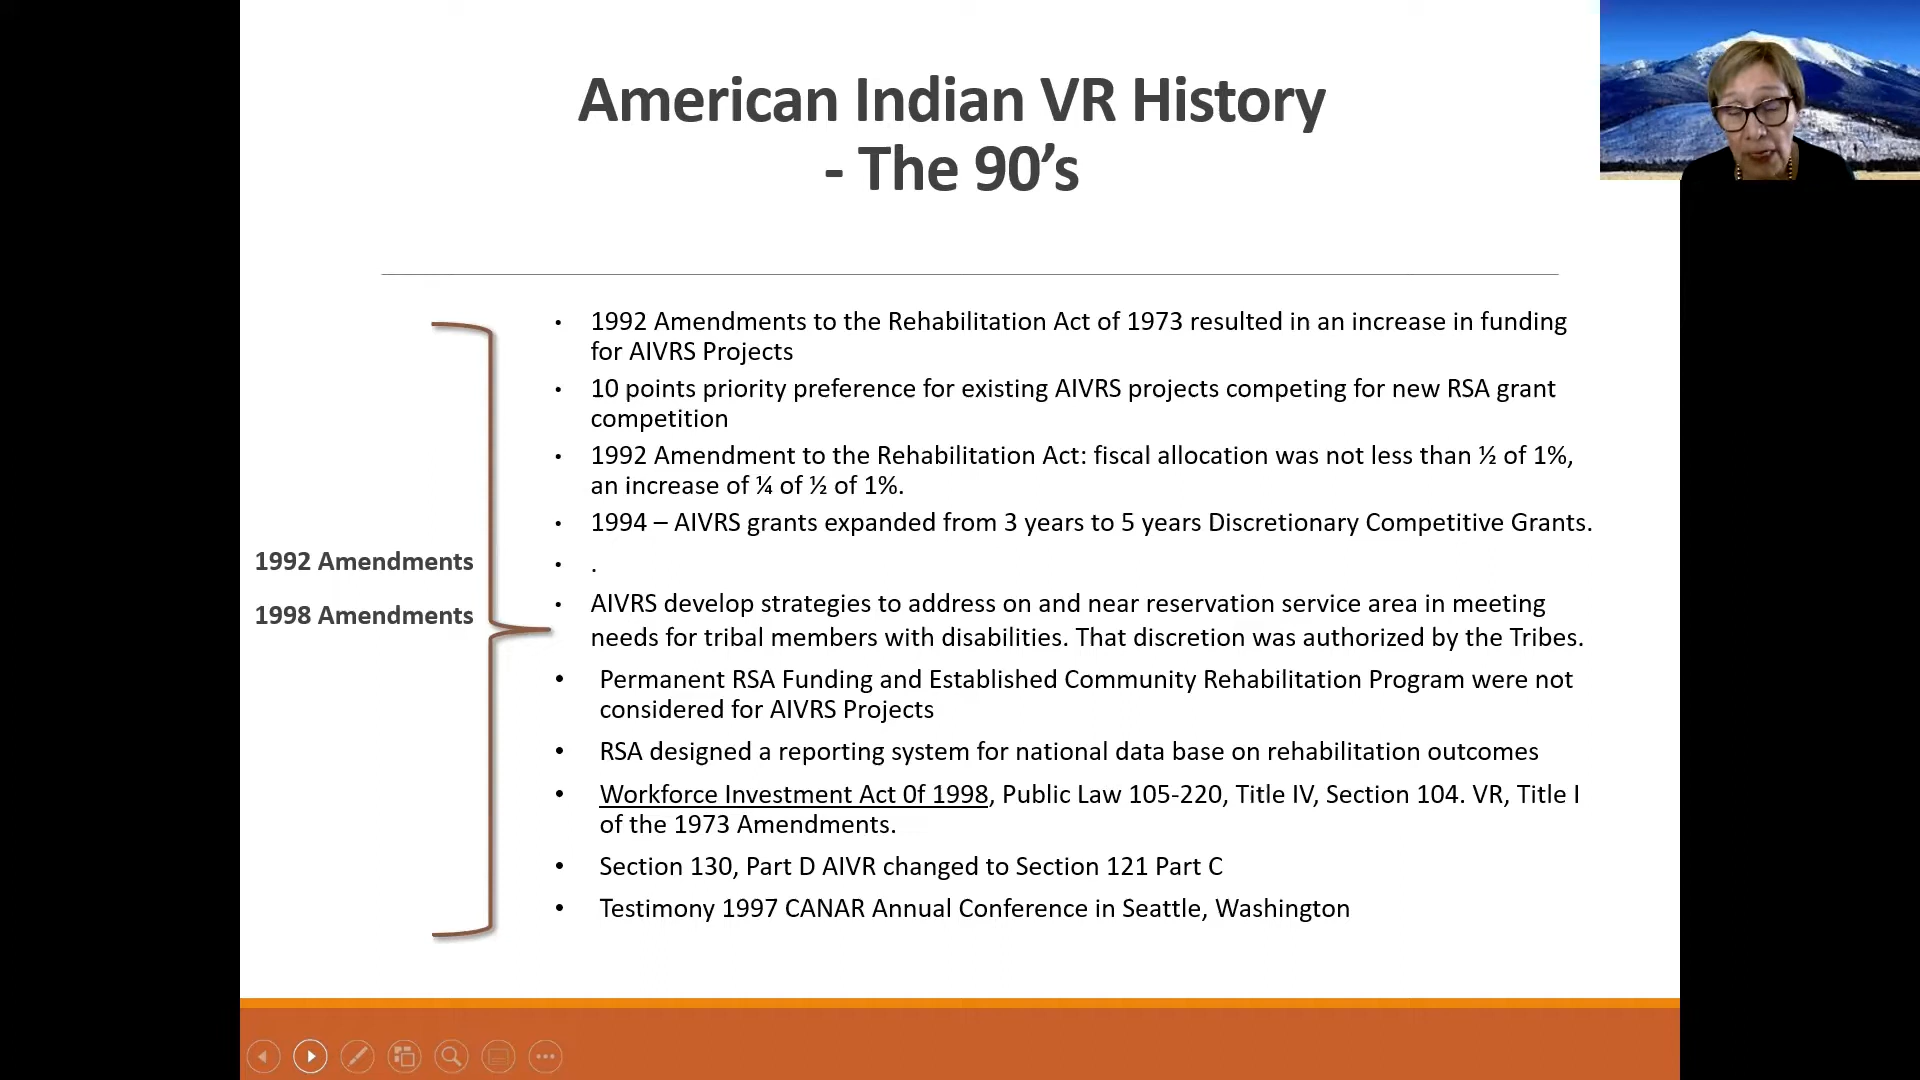 American Indian VR History
- The 90’s
1992 Amendments
1998 Amendments
• 1992 Amendments to the Rehabilitation Act of 1973 resulted in an increase in funding
for AIVRS Projects
• 10 points priority preference for existing AIVRS projects competing for new RSA grant
competition
• 1992 Amendment to the Rehabilitation Act: fiscal allocation was not less than ½ of 1%,
an increase of ¼ of ½ of 1%.
• 1994 – AIVRS grants expanded from 3 years to 5 years Discretionary Competitive Grants.
• .
• AIVRS develop strategies to address on and near reservation service area in meeting
needs for tribal members with disabilities. That discretion was authorized by the Tribes.
• Permanent RSA Funding and Established Community Rehabilitation Program were not
considered for AIVRS Projects
• RSA designed a reporting system for national data base on rehabilitation outcomes
• Workforce Investment Act 0f 1998, Public Law 105-220, Title IV, Section 104. VR, Title I
of the 1973 Amendments.
• Section 130, Part D AIVR changed to Section 121 Part C
• Testimony 1997 CANAR Annual Conference in Seattle, Washington